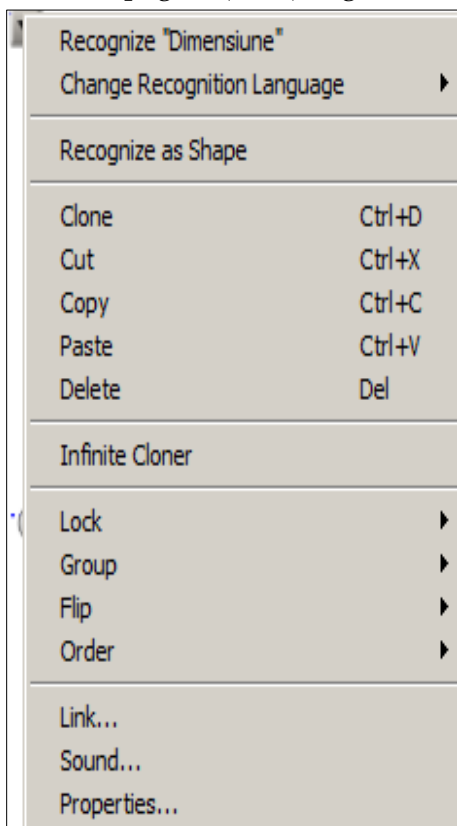 Recognize "Dimensiune"
Change Recognition Language
Recognize as Shape
Clone Ctrl+D
Cut Ctrl+X
Copy Ctrl+C
Paste Ctrl+V
Delete Del
Infinite Cloner
Lock
Group
Flip
Order
Link...
Sound...
Properties...